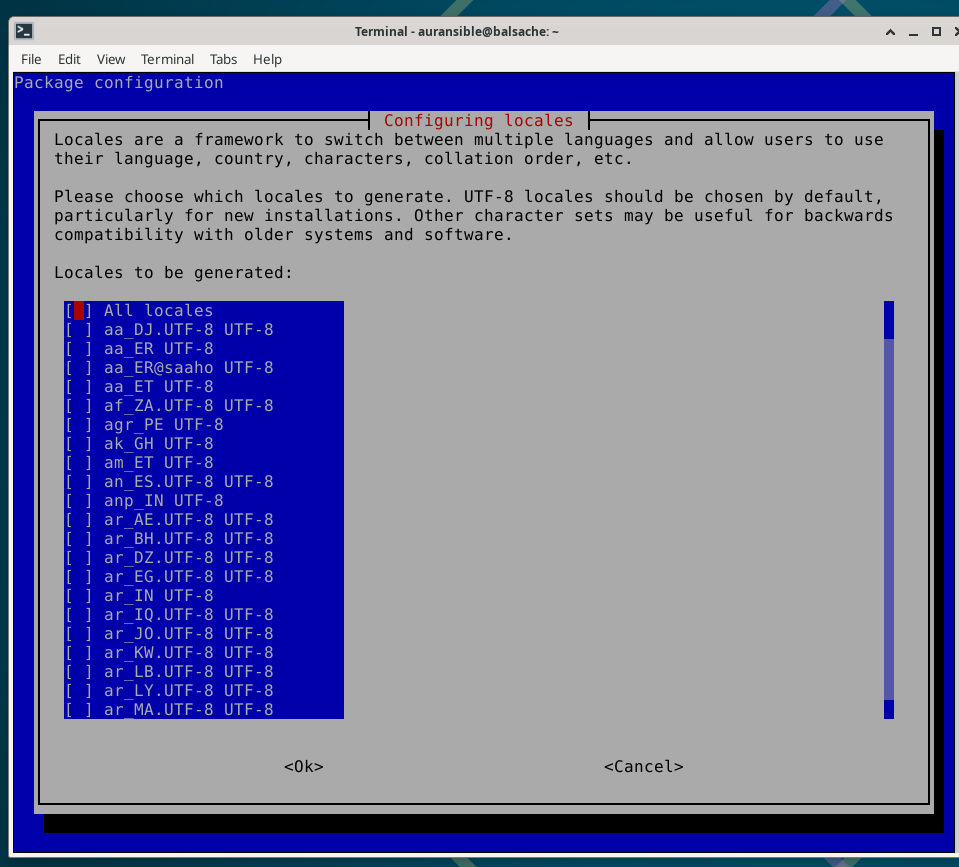 Terminal - auransible@balsache: ~
File Edit View Terminal Tabs Help
Package configuration
Configuring locales
Locales are a framework to switch between multiple languages and allow users to use
their language, country, characters, collation order, etc.
Please choose which locales to generate. UTF-8 locales should be chosen by default,
particularly for new installations. Other character sets may be useful for backwards
compatibility with older systems and software.
Locales to be generated:
[ ] All locales
[ ] aa_DJ.UTF-8 UTF-8
[ ] aa_ER UTF-8
[ ] aa_ER@saaho UTF-8
[ ] aa_ET UTF-8
[ ] af_ZA.UTF-8 UTF-8
[ ] agr_PE UTF-8
[ ] ak_GH UTF-8
[ ] am_ET UTF-8
[ ] an_ES.UTF-8 UTF-8
[ ] anp_IN UTF-8
[ ] ar_AE.UTF-8 UTF-8
[ ] ar_BH.UTF-8 UTF-8
[ ] ar_DZ.UTF-8 UTF-8
[ ] ar_EG.UTF-8 UTF-8
[ ] ar_IN UTF-8
[ ] ar_IQ.UTF-8 UTF-8
[ ] ar_JO.UTF-8 UTF-8
[ ] ar_KW.UTF-8 UTF-8
[ ] ar_LB.UTF-8 UTF-8
[ ] ar_LY.UTF-8 UTF-8
[ ] ar_MA.UTF-8 UTF-8
<Ok> <Cancel>